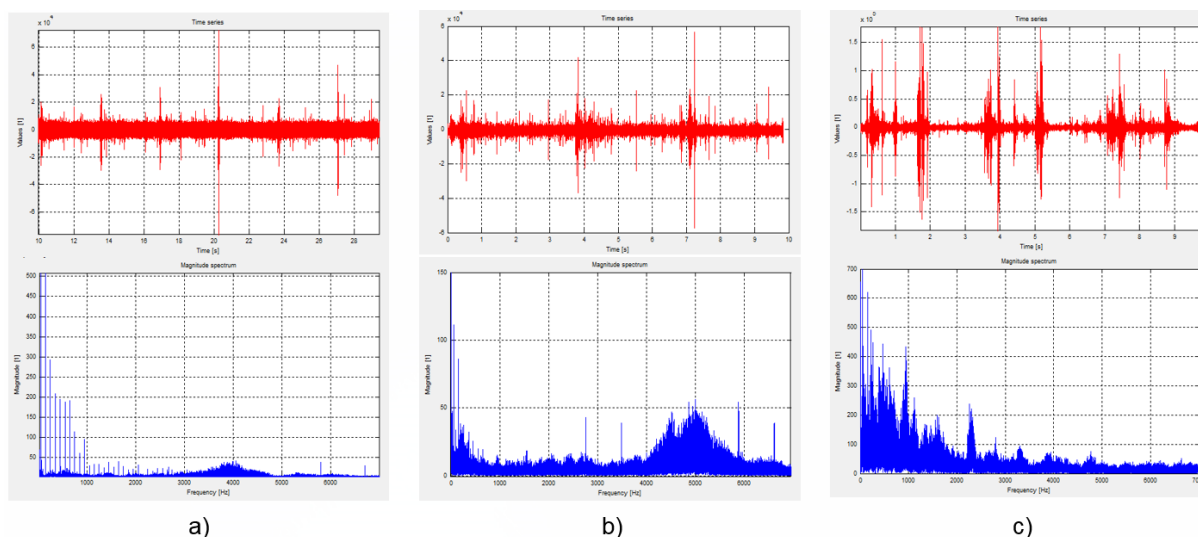 Time series
x 10^4
6
4
2
0
-2
-4
-6
Values [1]
10 12 14 16 18 20 22 24 26 28
Time [s]
Magnitude spectrum
500
450
400
350
300
250
200
150
100
50
Magnitude [1]
1000 2000 3000 4000 5000 6000
Frequency [Hz]
a)
Time series
6
4
2
0
-2
-4
-6
Values [1]
0 1 2 3 4 5 6 7 8 9 10
Time [s]
Magnitude spectrum
150
100
50
0
Magnitude [1]
0 1000 2000 3000 4000 5000 6000
Frequency [Hz]
b)
Time series
1.5
1
0.5
0
-0.5
-1
-1.5
Values [1]
1 2 3 4 5 6 7 8 9
Time [s]
Magnitude spectrum
700
600
500
400
300
200
100
0
Magnitude [1]
0 1000 2000 3000 4000 5000 6000
Frequency [Hz]
c)